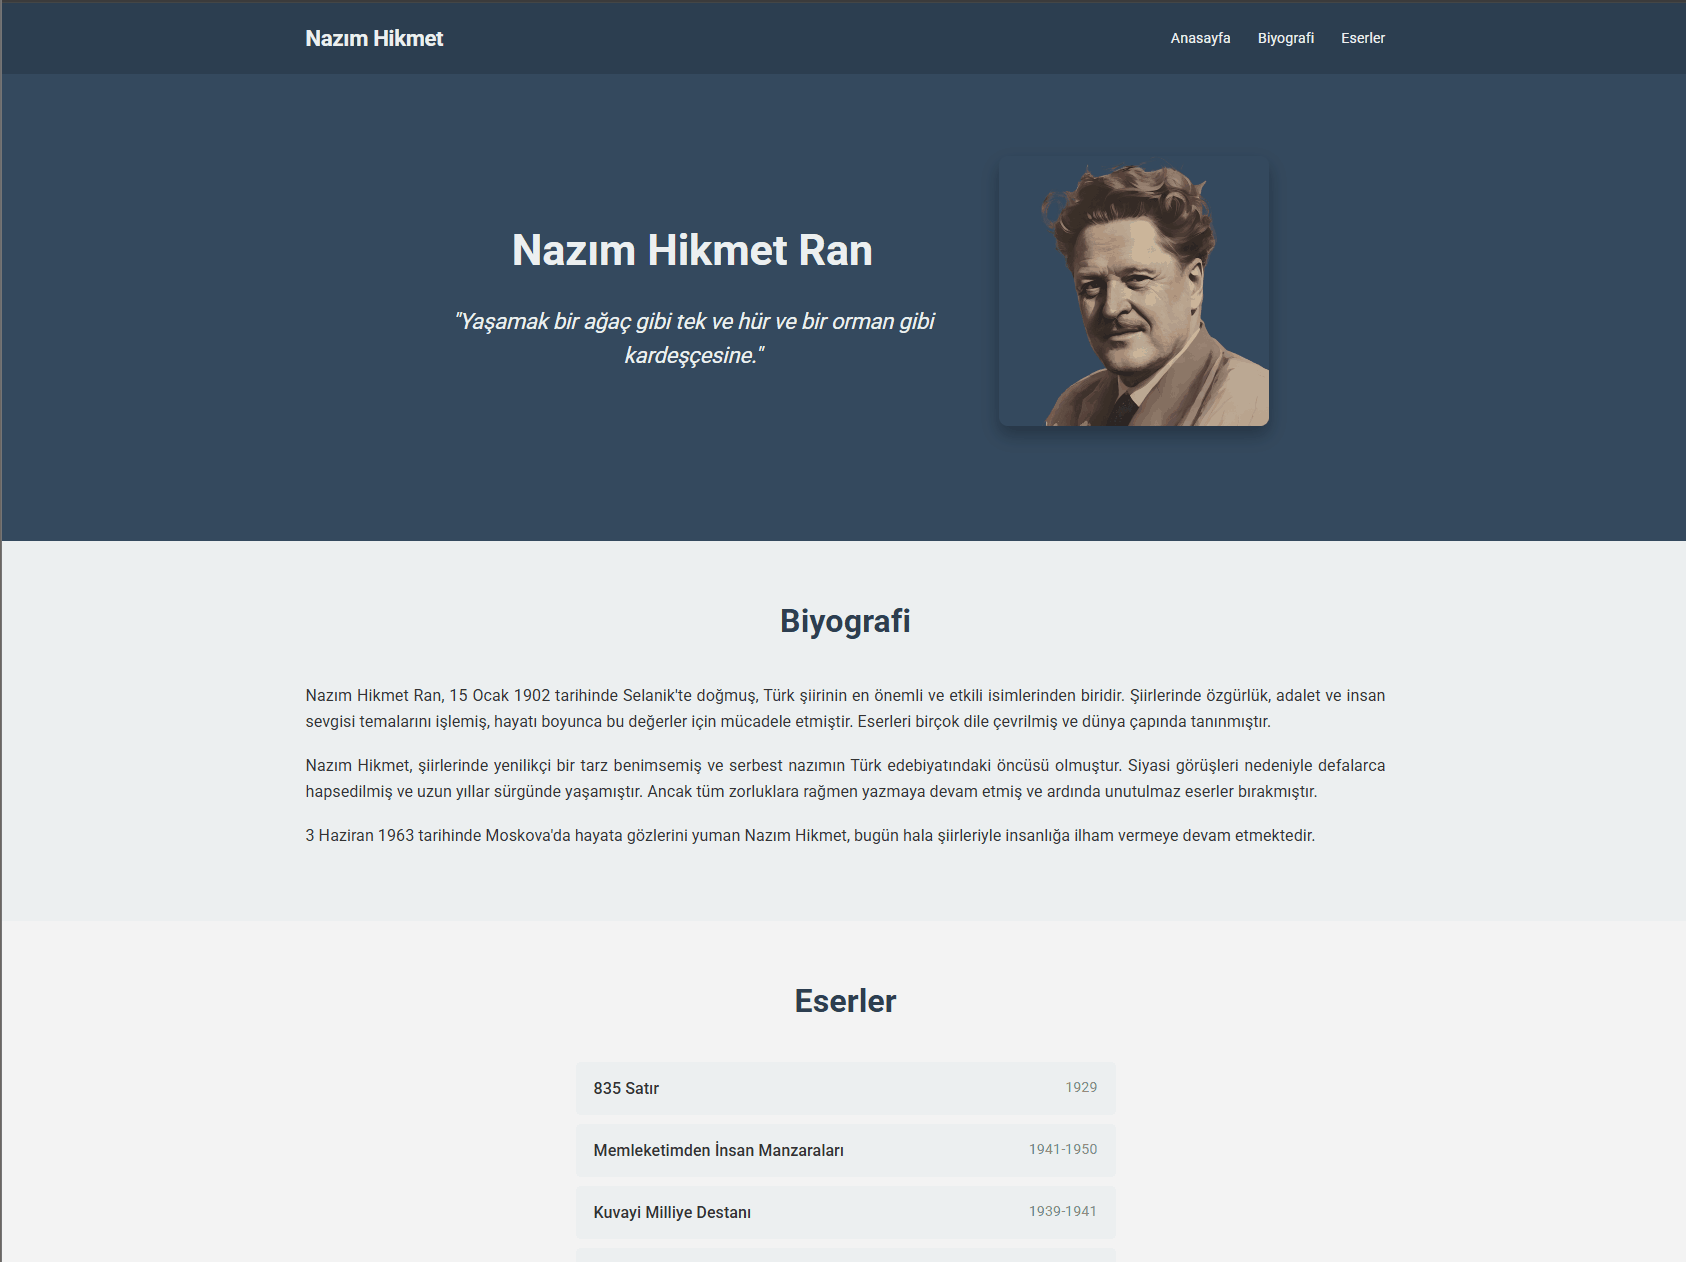 Nazım Hikmet
Anasayfa Biyografi Eserler
Nazım Hikmet Ran
"Yaşamak bir ağaç gibi tek ve hür ve bir orman gibi
kardeşçesine."
Biyografi
Nazım Hikmet Ran, 15 Ocak 1902 tarihinde Selanik'te doğmuş, Türk şiirinin en önemli ve etkili isimlerinden biridir. Şiirlerinde özgürlük, adalet ve insan
sevgisi temalarını işlemiş, hayatı boyunca bu değerler için mücadele etmiştir. Eserleri birçok dile çevrilmiş ve dünya çapında tanınmıştır.
Nazım Hikmet, şiirlerinde yenilikçi bir tarz benimsemiş ve serbest nazımın Türk edebiyatındaki öncüsü olmuştur. Siyasi görüşleri nedeniyle defalarca
hapsedilmiş ve uzun yıllar sürgünde yaşamıştır. Ancak tüm zorluklara rağmen yazmaya devam etmiş ve ardında unutulmaz eserler bırakmıştır.
3 Haziran 1963 tarihinde Moskova'da hayata gözlerini yuman Nazım Hikmet, bugün hala şiirleriyle insanlığa ilham vermeye devam etmektedir.
Eserler
835 Satır 1929
Memleketimden İnsan Manzaraları 1941-1950
Kuvayi Milliye Destanı 1939-1941